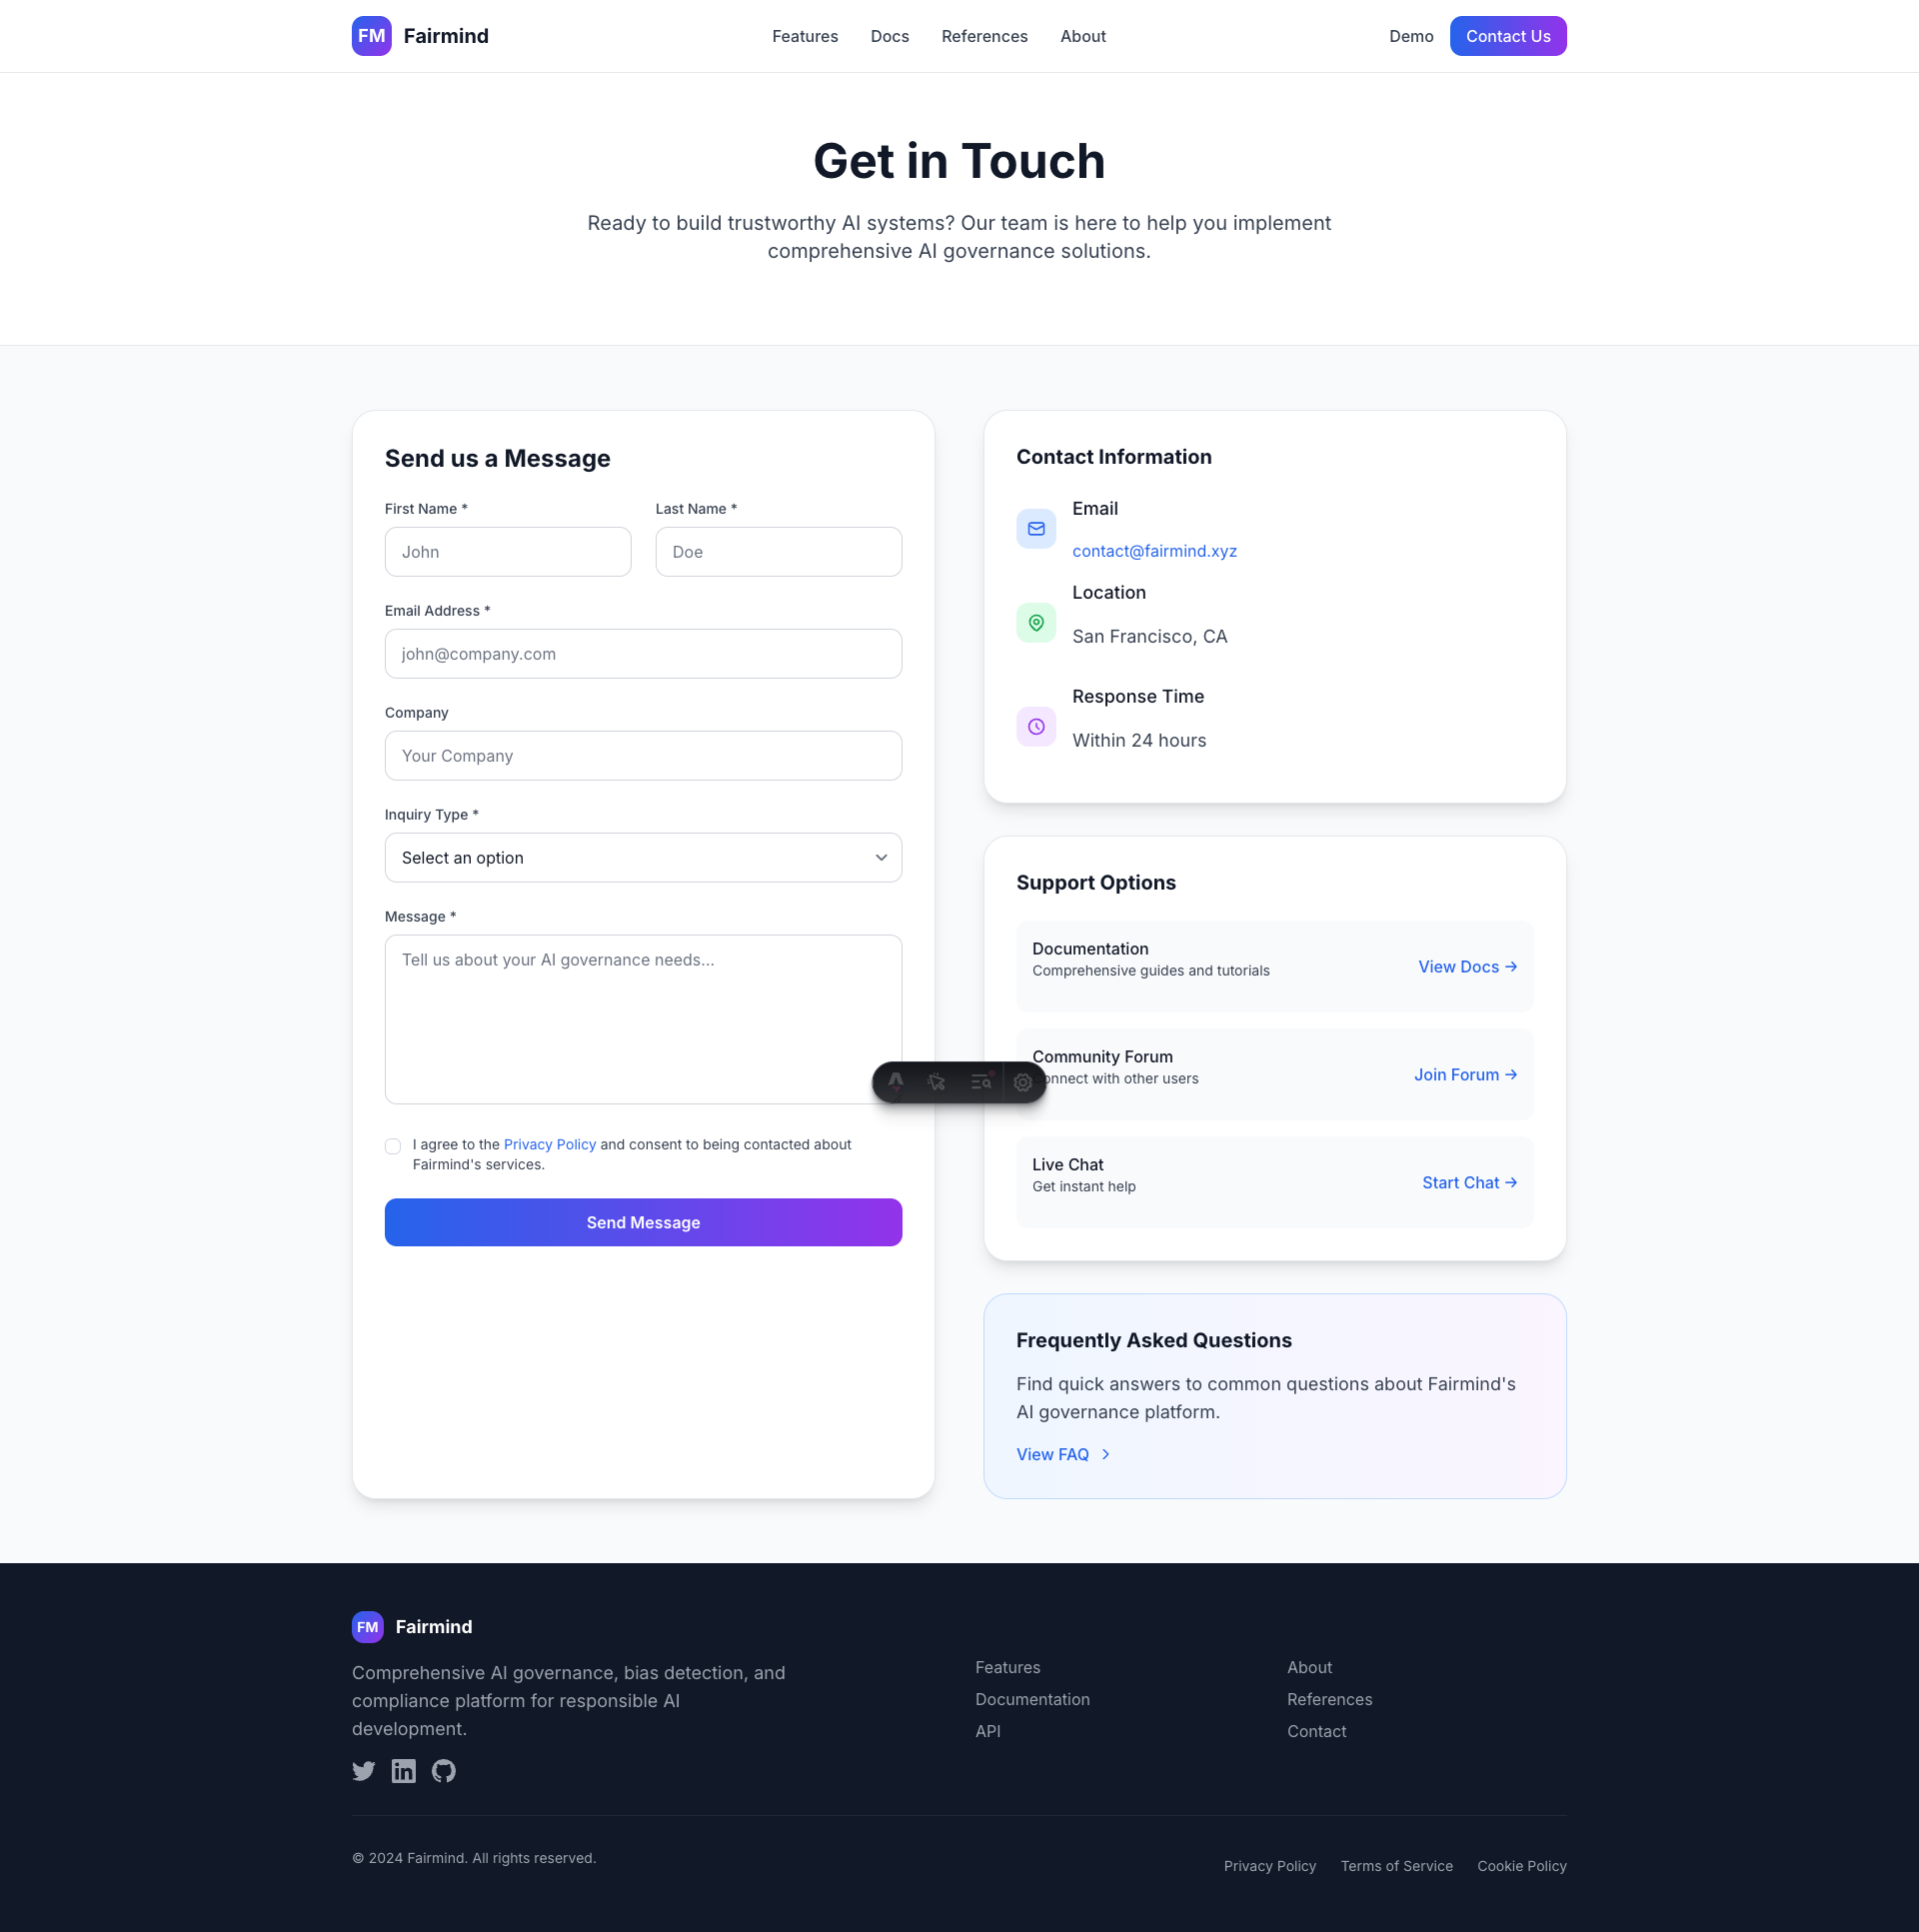 FM Fairmind
Features Docs References About
Demo Contact Us
Get in Touch
Ready to build trustworthy AI systems? Our team is here to help you implement
comprehensive AI governance solutions.
Send us a Message
First Name * Last Name *
John Doe
Email Address *
john@company.com
Company
Your Company
Inquiry Type *
Select an option
Message *
Tell us about your AI governance needs...
I agree to the Privacy Policy and consent to being contacted about
Fairmind's services.
Send Message
Contact Information
Email
contact@fairmind.xyz
Location
San Francisco, CA
Response Time
Within 24 hours
Support Options
Documentation
Comprehensive guides and tutorials
View Docs →
Community Forum
Connect with other users
Join Forum →
Live Chat
Get instant help
Start Chat →
Frequently Asked Questions
Find quick answers to common questions about Fairmind's
AI governance platform.
View FAQ
FM Fairmind
Comprehensive AI governance, bias detection, and
compliance platform for responsible AI
development.
Features
Documentation
API
About
References
Contact
© 2024 Fairmind. All rights reserved.
Privacy Policy Terms of Service Cookie Policy